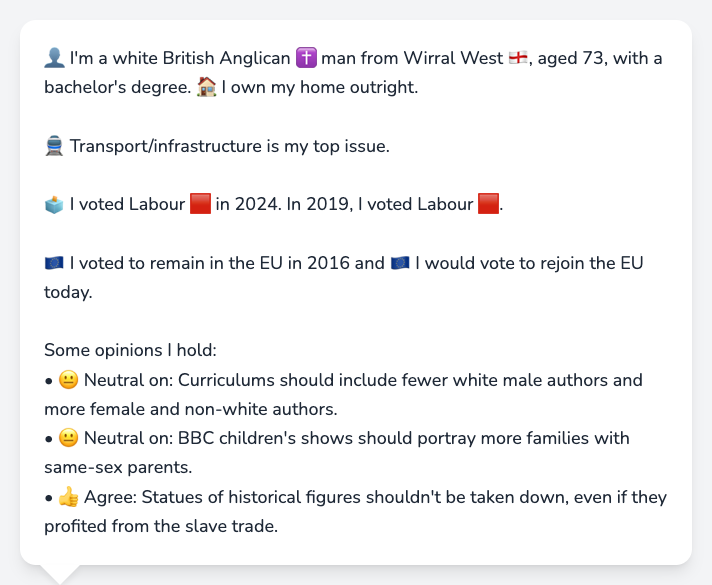 👤 I'm a white British Anglican ✝️ man from Wirral West 🏴󠁧󠁢󠁥󠁮󠁧󠁿, aged 73, with a
bachelor's degree. 🏠 I own my home outright.
🚆 Transport/infrastructure is my top issue.
🗳️ I voted Labour 🟥 in 2024. In 2019, I voted Labour 🟥.
🇪🇺 I voted to remain in the EU in 2016 and 🇪🇺 I would vote to rejoin the EU
today.
Some opinions I hold:
• 😐 Neutral on: Curriculums should include fewer white male authors and
more female and non-white authors.
• 😐 Neutral on: BBC children's shows should portray more families with
same-sex parents.
• 👍 Agree: Statues of historical figures shouldn't be taken down, even if they
profited from the slave trade.